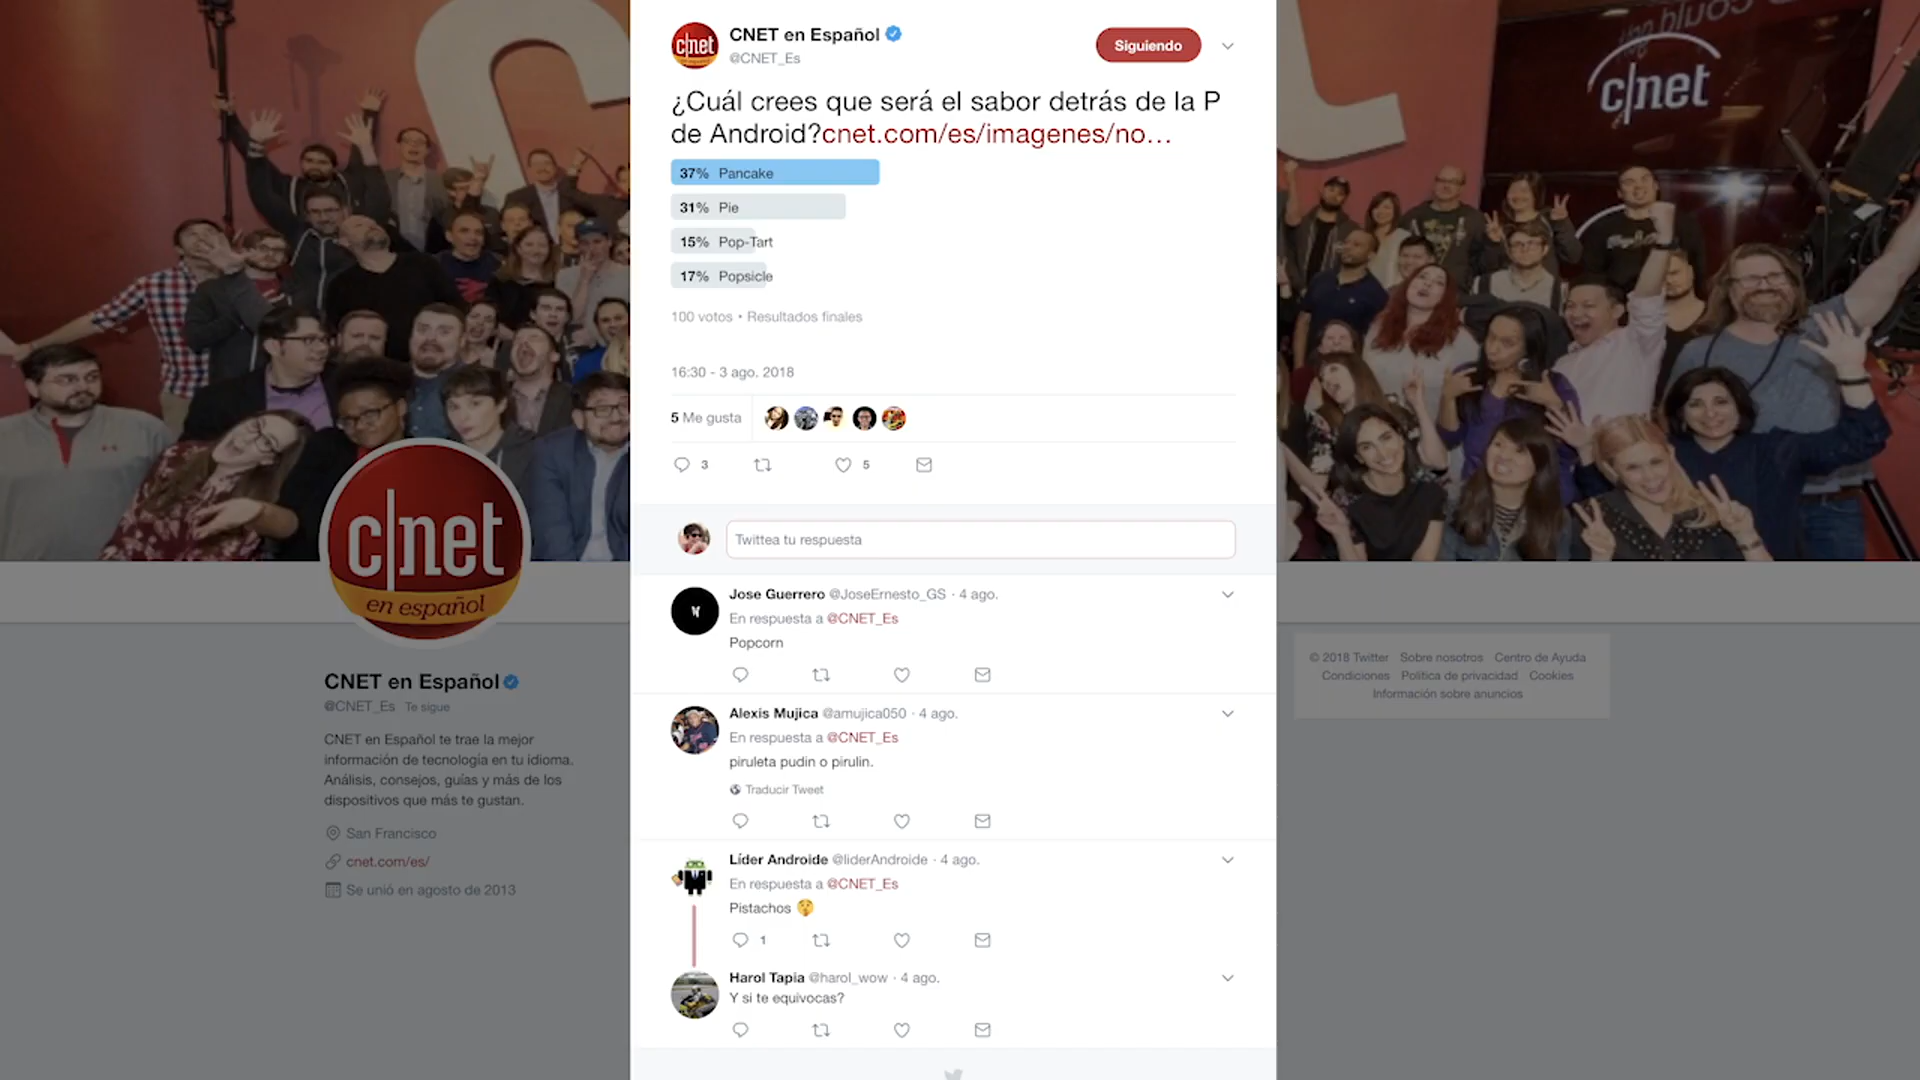 CNET en Español
@CNET_Es
Siguiendo
¿Cuál crees que será el sabor detrás de la P
de Android?cnet.com/es/imagenes/no…
37% Pancake
31% Pie
15% Pop-Tart
17% Popsicle
100 votos • Resultados finales
16:30 - 3 ago. 2018
5 Me gusta
3
5
Twittea tu respuesta
Jose Guerrero @JoseErnesto_GS · 4 ago.
En respuesta a @CNET_Es
Popcorn
Alexis Mujica @amujica050 · 4 ago.
En respuesta a @CNET_Es
piruleta pudin o pirulin.
Traducir Tweet
Líder Androide @liderAndroide · 4 ago.
En respuesta a @CNET_Es
Pistachos 🤫
1
Harol Tapia @harol_wow · 4 ago.
Y si te equivocas?
c|net
en español
CNET en Español
@CNET_Es Te sigue
CNET en Español te trae la mejor
información de tecnología en tu idioma.
Análisis, consejos, guías y más de los
dispositivos que más te gustan.
San Francisco
cnet.com/es/
Se unió en agosto de 2013
c|net
© 2018 Twitter Sobre nosotros Centro de Ayuda
Condiciones Política de privacidad Cookies
Información sobre anuncios